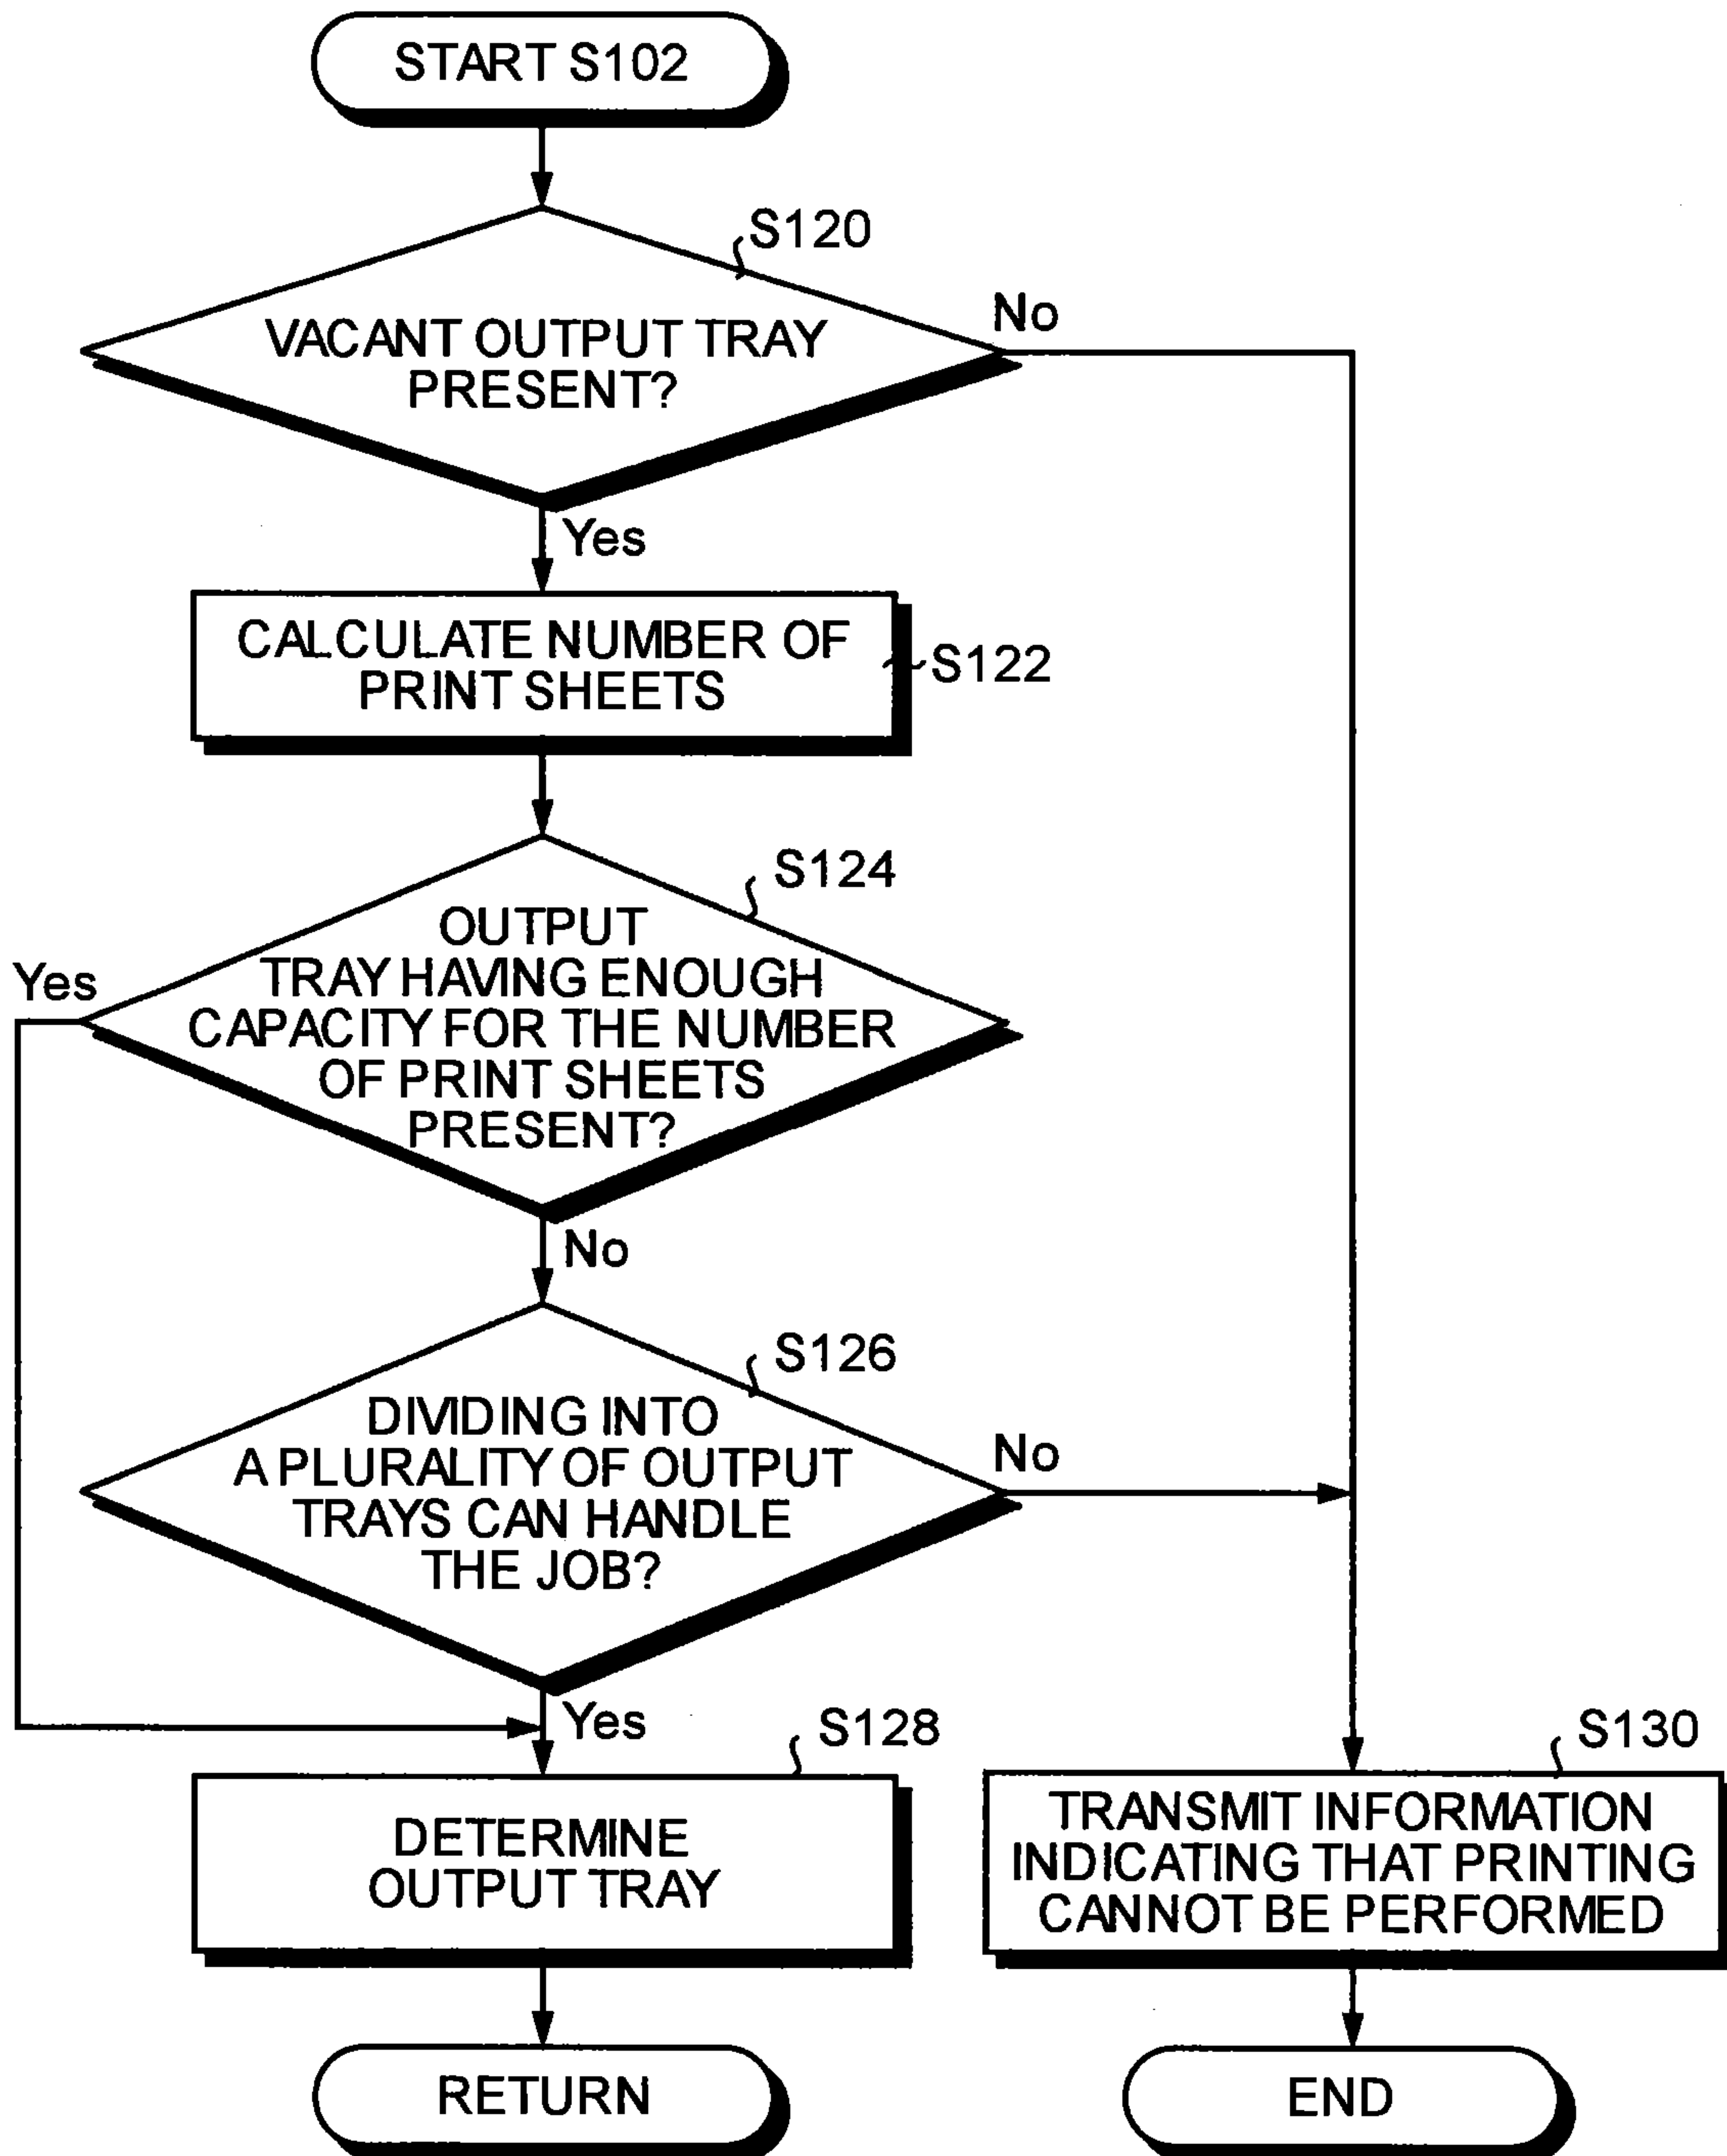 START S102
S120
VACANT OUTPUT TRAY
PRESENT?
No
Yes
CALCULATE NUMBER OF
PRINT SHEETS
S122
S124
OUTPUT
TRAY HAVING ENOUGH
CAPACITY FOR THE NUMBER
OF PRINT SHEETS
PRESENT?
Yes
No
S126
DIVIDING INTO
A PLURALITY OF OUTPUT
TRAYS CAN HANDLE
THE JOB?
No
Yes
S128
DETERMINE
OUTPUT TRAY
S130
TRANSMIT INFORMATION
INDICATING THAT PRINTING
CANNOT BE PERFORMED
RETURN
END